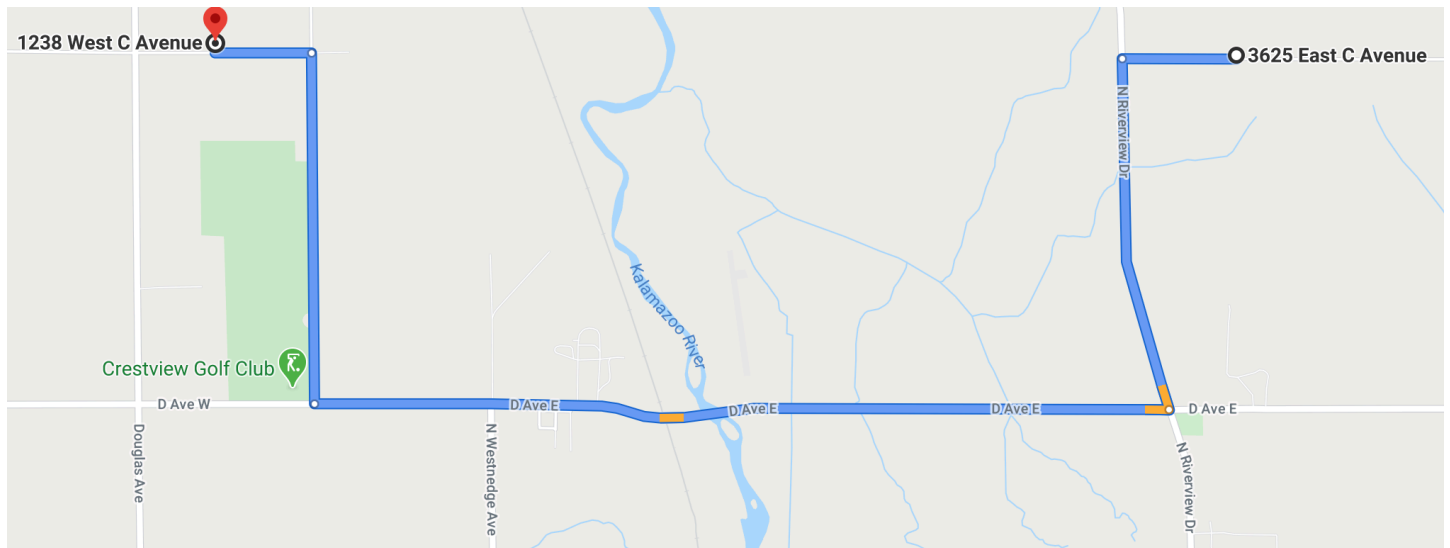 1238 West C Avenue
3625 East C Avenue
N Riverview Dr
Kalamazoo River
Crestview Golf Club
D Ave W
D Ave E
D Ave E
D Ave E
D Ave E
Douglas Ave
N Westnedge Ave
N Riverview Dr